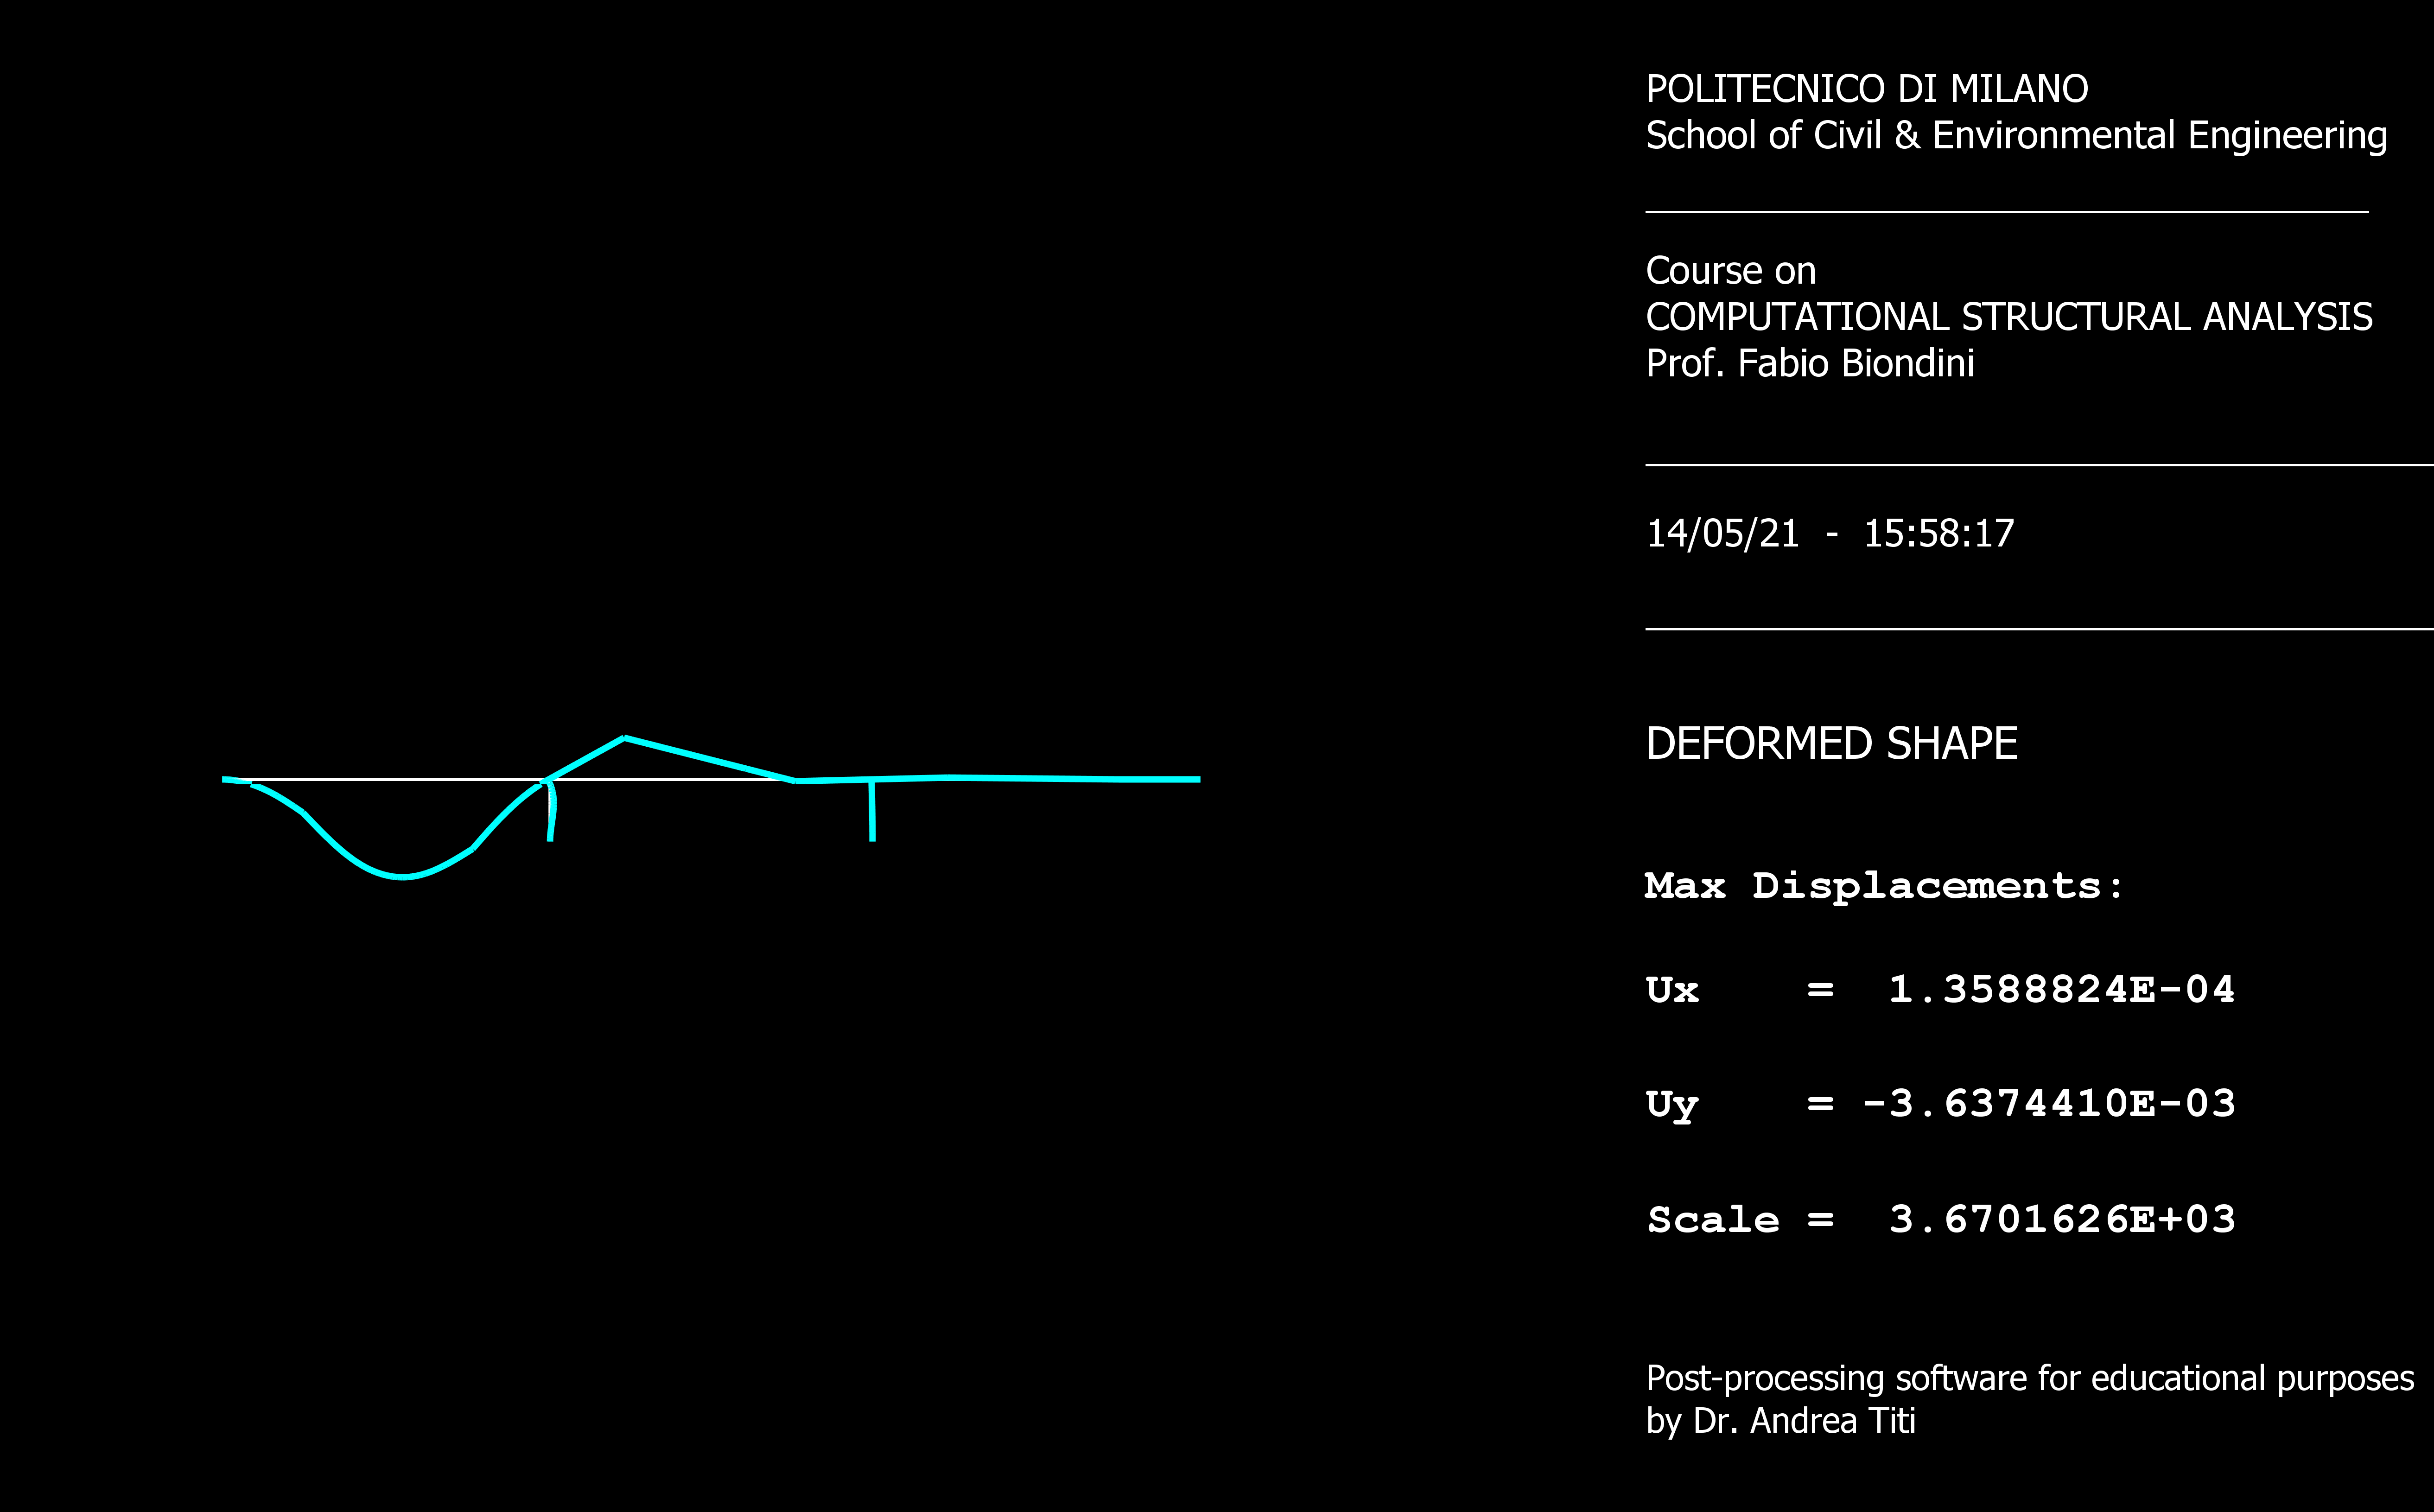 POLITECNICO DI MILANO
School of Civil & Environmental Engineering
Course on
COMPUTATIONAL STRUCTURAL ANALYSIS
Prof. Fabio Biondini
14/05/21 - 15:58:17
DEFORMED SHAPE
Max Displacements:
Ux = 1.3588824E-04
Uy = -3.6374410E-03
Scale = 3.6701626E+03
Post-processing software for educational purposes
by Dr. Andrea Titi